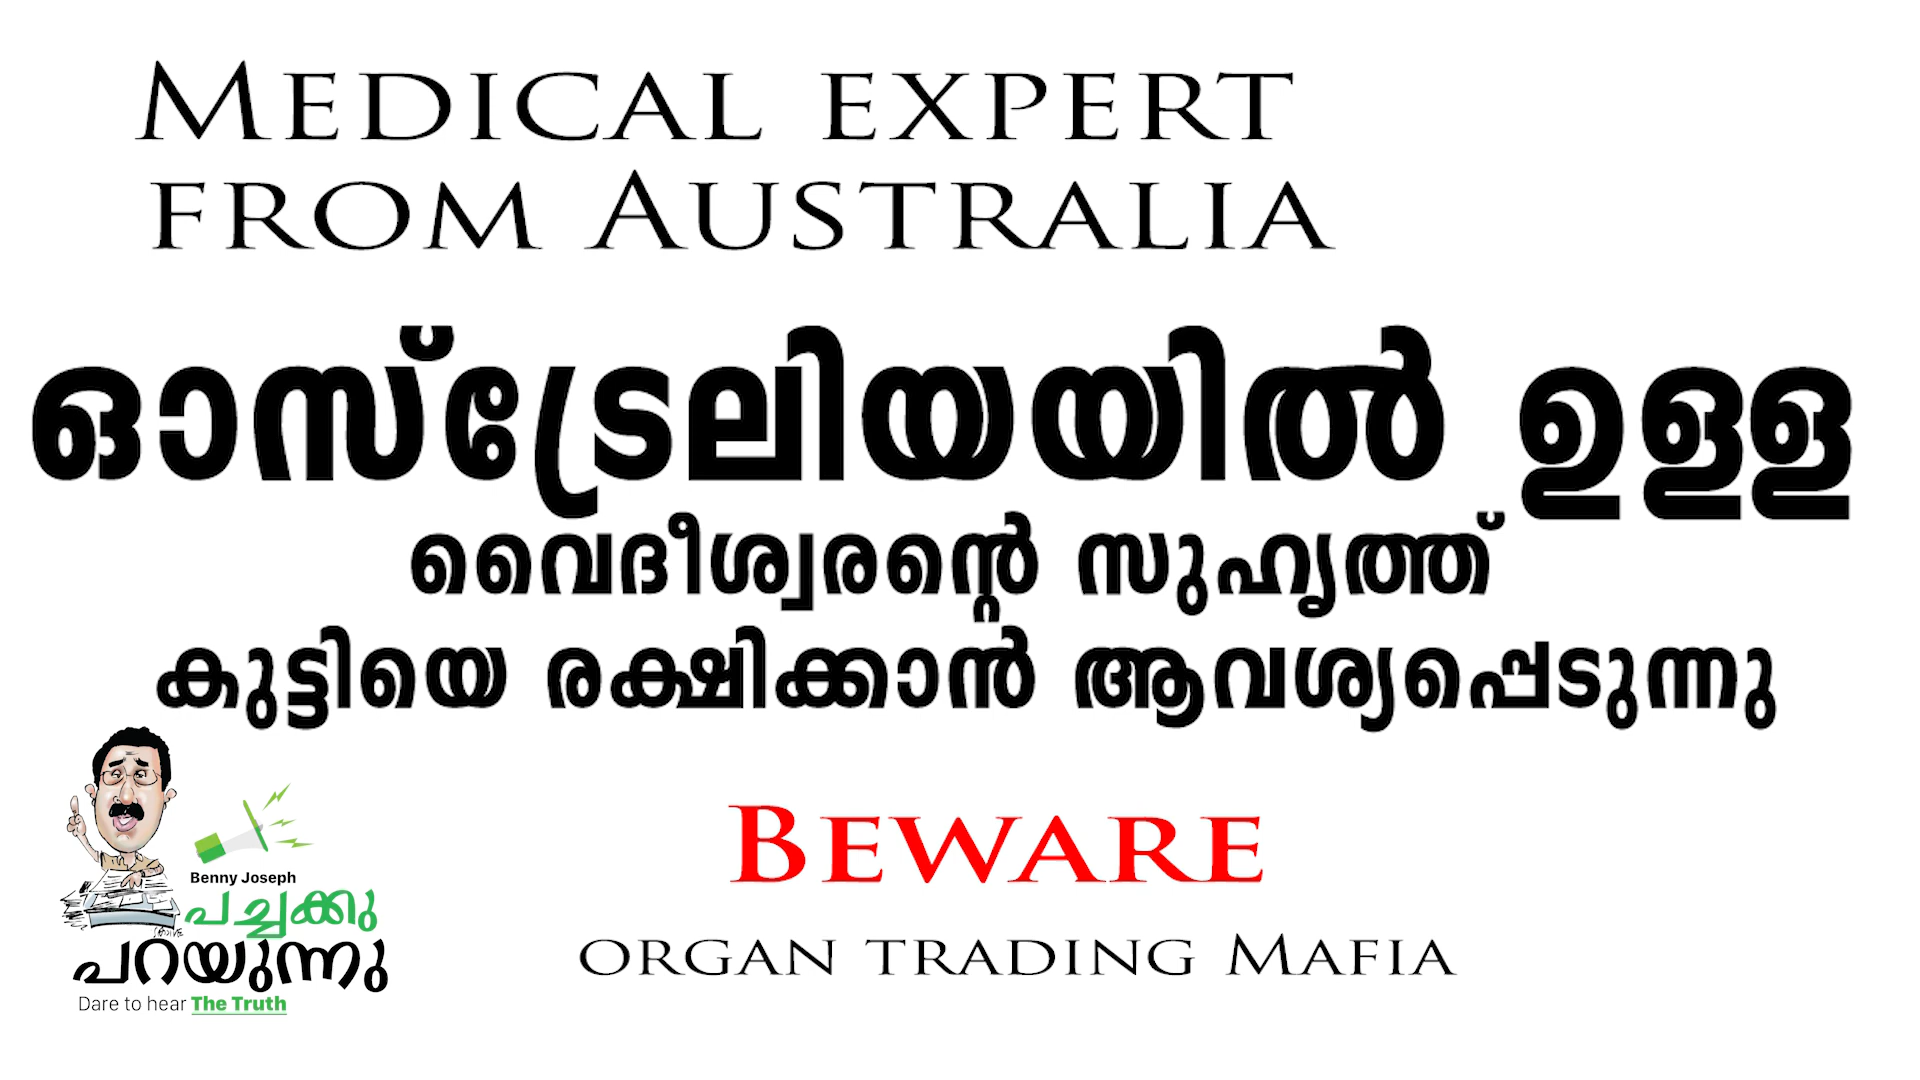 MEDICAL EXPERT
FROM AUSTRALIA
ഓസ്ട്രേലിയയിൽ ഉള്ള
വൈദീശ്വരന്റെ സുഹൃത്ത്
കുട്ടിയെ രക്ഷിക്കാൻ ആവശ്യപ്പെടുന്നു
BEWARE
ORGAN TRADING MAFIA
Benny Joseph
പച്ചക്കു
പറയുന്നു
Dare to hear The Truth